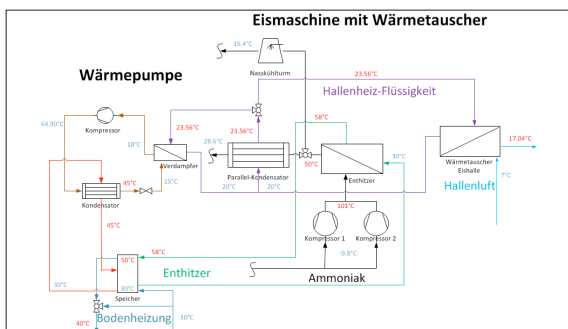 Eismaschine mit Wärmetauscher
15.4°C
Nasskühlturm
23.56°C
Wärmepumpe
Hallenheiz-Flüssigkeit
64.90°C
Kompressor
58°C
23.56°C
23.56°C
28.6°C
17.04°C
18°C
Verdampfer
50°C
30°C
Wärmetauscher
Eishalle
Parallel-Kondensator
Enthitzer
45°C
15°C
20°C
20°C
7°C
Hallenluft
Kondensator
101°C
45°C
Kompressor 1
Kompressor 2
-9.8°C
58°C
50°C
Enthitzer
Ammoniak
30°C
30°C
Speicher
Bodenheizung
40°C
30°C